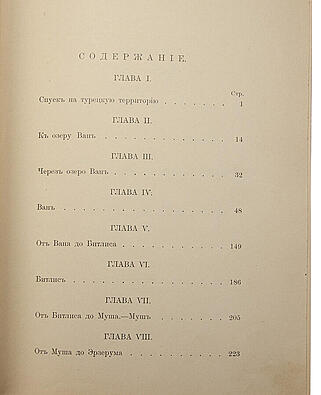 СОДЕРЖАНІЕ.
ГЛАВА I.
Стр.
Спускъ на турецкую территорію . . . . . . . 1
ГЛАВА II.
Къ озеру Ванъ . . . . . . . . . . . . . 14
ГЛАВА III.
Черезъ озеро Ванъ . . . . . . . . . . . . 32
ГЛАВА IV.
Ванъ . . . . . . . . . . . . . . . . 48
ГЛАВА V.
Отъ Вана до Битлиса . . . . . . . . . . . 149
ГЛАВА VI.
Битлисъ . . . . . . . . . . . . . . . 186
ГЛАВА VII.
Отъ Битлиса до Муша.—Мушъ . . . . . . . . 205
ГЛАВА VIII.
Отъ Муша до Эрзерума . . . . . . . . . . 223